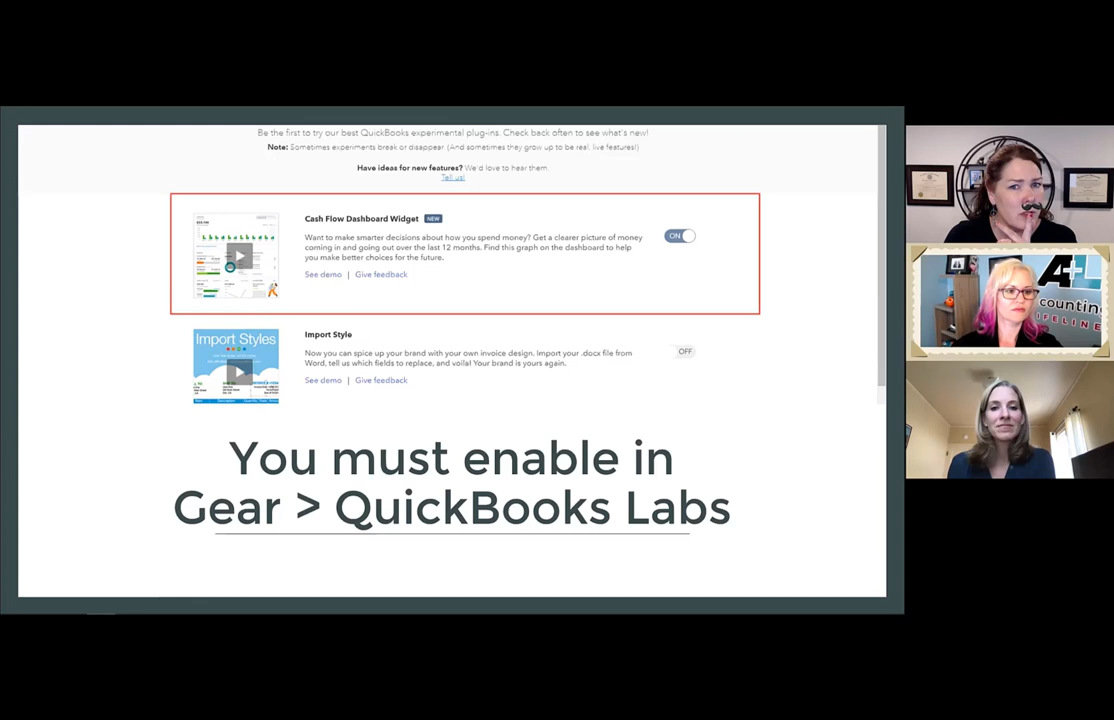 Be the first to try our best QuickBooks experimental plug-ins. Check back often to see what's new!
Note: Sometimes experiments break or disappear. (And sometimes they grow up to be real, live features!)
Have ideas for new features? We'd love to hear them.
Tell us!
Cash Flow Dashboard Widget NEW
Want to make smarter decisions about how you spend money? Get a clearer picture of money
coming in and going out over the last 12 months. Find this graph on the dashboard to help
you make better choices for the future.
See demo | Give feedback
ON
Import Styles
Import Style
Now you can spice up your brand with your own invoice design. Import your .docx file from
Word, tell us which fields to replace, and voila! Your brand is yours again.
See demo | Give feedback
OFF
You must enable in
Gear > QuickBooks Labs
A+L
counting
IFELINE